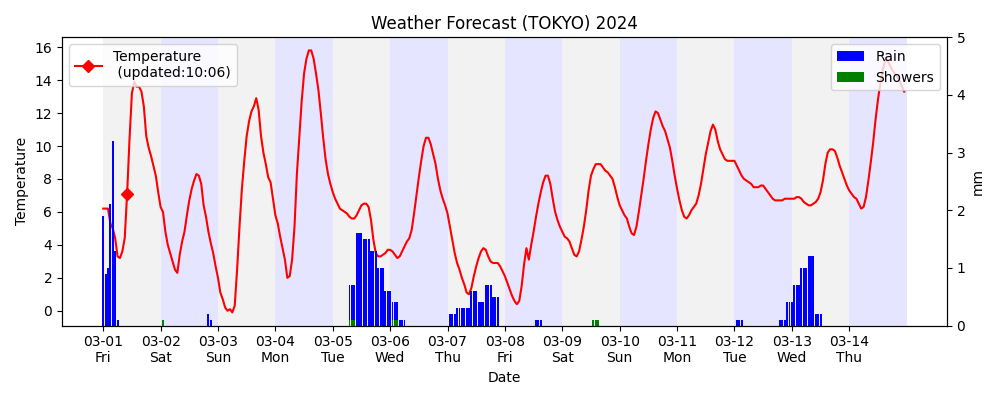 Weather Forecast (TOKYO) 2024
Temperature
(updated:10:06)
Rain
Showers
Temperature
16
14
12
10
8
6
4
2
0
5
4
3
2
1
0
mm
03-01 03-02 03-03 03-04 03-05 03-06 03-07 03-08 03-09 03-10 03-11 03-12 03-13 03-14
Fri Sat Sun Mon Tue Wed Thu Fri Sat Sun Mon Tue Wed Thu
Date